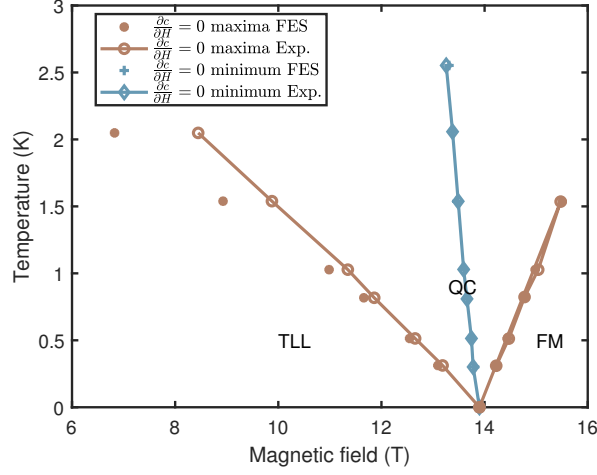 3
2.5
2
1.5
1
0.5
0
6
8
10
12
14
16
Temperature (K)
Magnetic field (T)
∂c/∂H = 0 maxima FES
∂c/∂H = 0 maxima Exp.
∂c/∂H = 0 minimum FES
∂c/∂H = 0 minimum Exp.
QC
TLL
FM